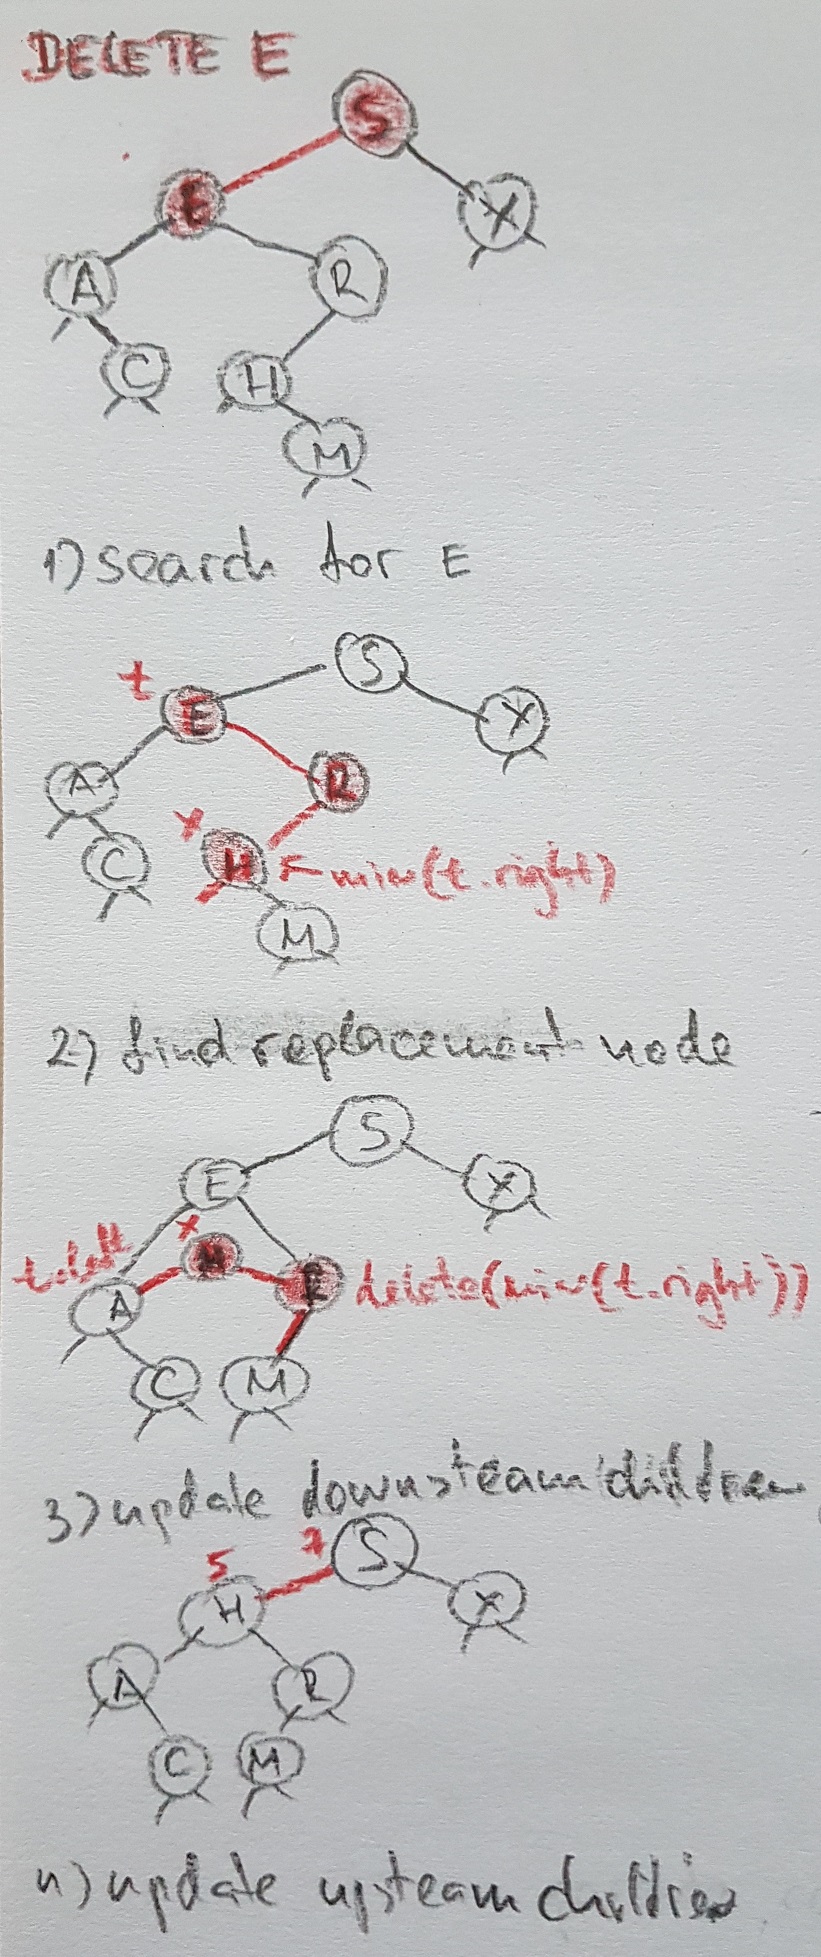 DELETE E
S
E
X
A
R
C
H
M
1) search for E
t
S
E
X
A
R
x
C
H
← min(t.right)
M
2) find replacement node
S
E
X
x
t.left
H
R
delete(min(t.right))
A
C
M
3) update downsteam children
5
7
S
H
X
A
R
C
M
4) update upsteam children